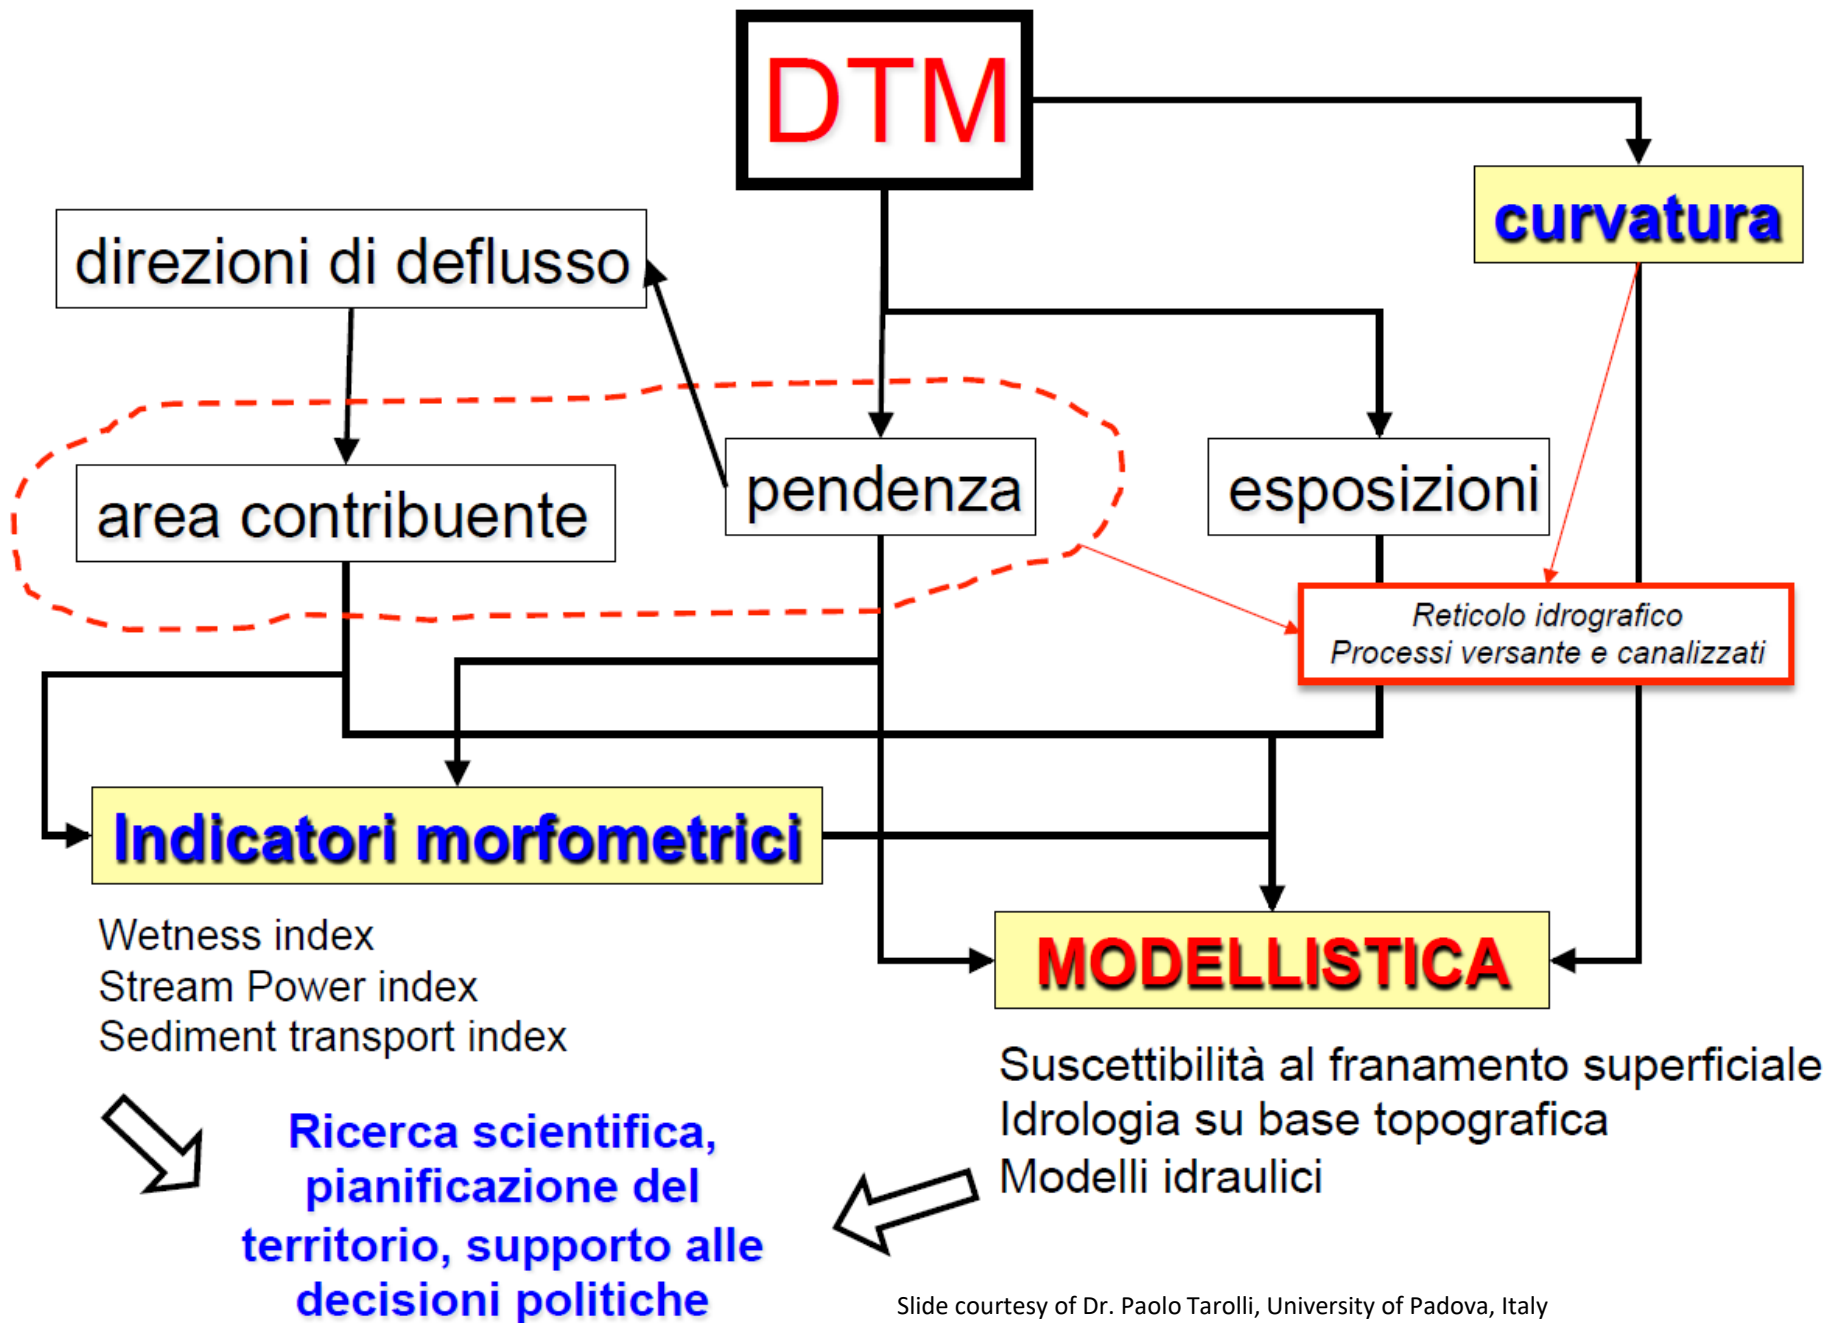 DTM
curvatura
direzioni di deflusso
pendenza
esposizioni
area contribuente
Reticolo idrografico
Processi versante e canalizzati
Indicatori morfometrici
Wetness index
Stream Power index
Sediment transport index
MODELLISTICA
Suscettibilità al franamento superficiale
Idrologia su base topografica
Modelli idraulici
Ricerca scientifica,
pianificazione del
territorio, supporto alle
decisioni politiche
Slide courtesy of Dr. Paolo Tarolli, University of Padova, Italy